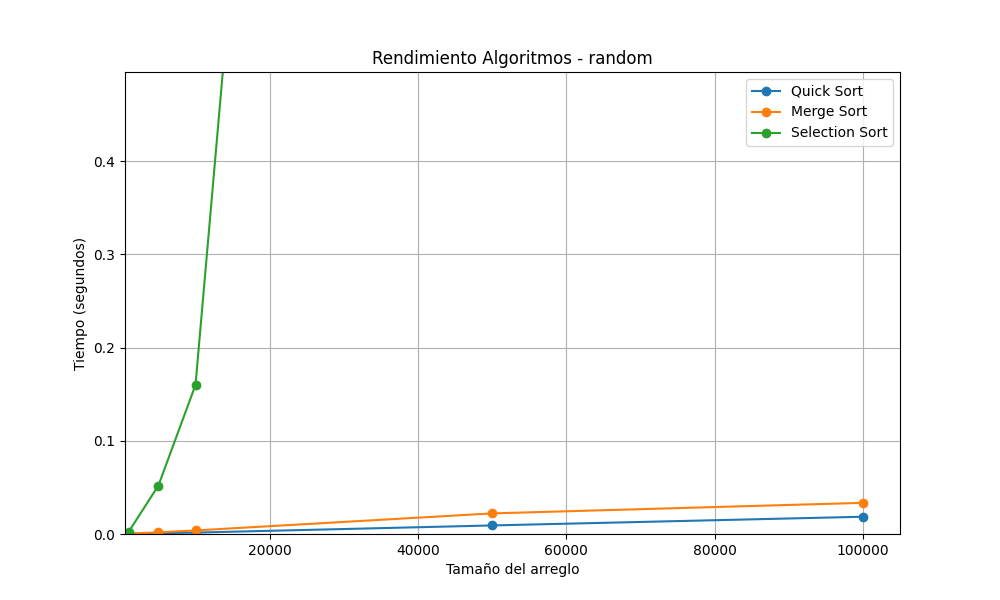 Rendimiento Algoritmos - random
Quick Sort
Merge Sort
Selection Sort
Tiempo (segundos)
0.4
0.3
0.2
0.1
0.0
20000
40000
60000
80000
100000
Tamaño del arreglo